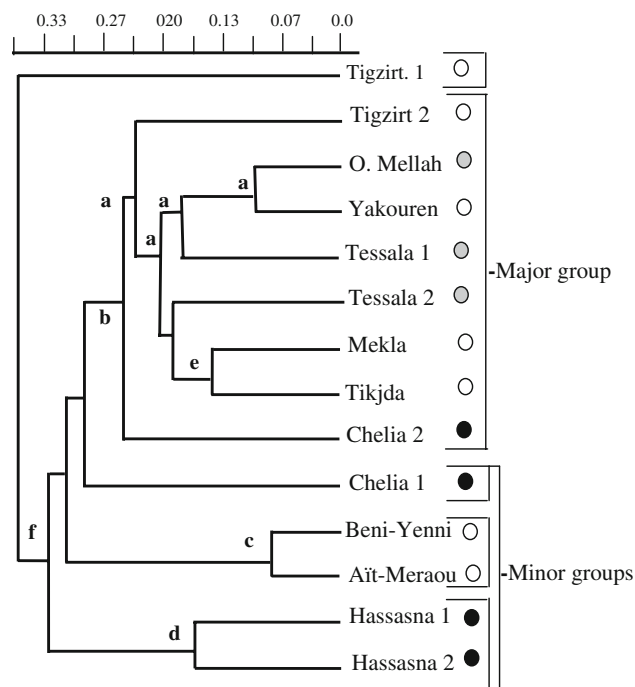 0.33 0.27 020 0.13 0.07 0.0
Tigzirt. 1
Tigzirt 2
a O. Mellah
a a Yakouren
a
Tessala 1
-Major group
Tessala 2
b
Mekla
e
Tikjda
Chelia 2
Chelia 1
f Beni-Yenni
c
Aït-Meraou -Minor groups
Hassasna 1
d
Hassasna 2